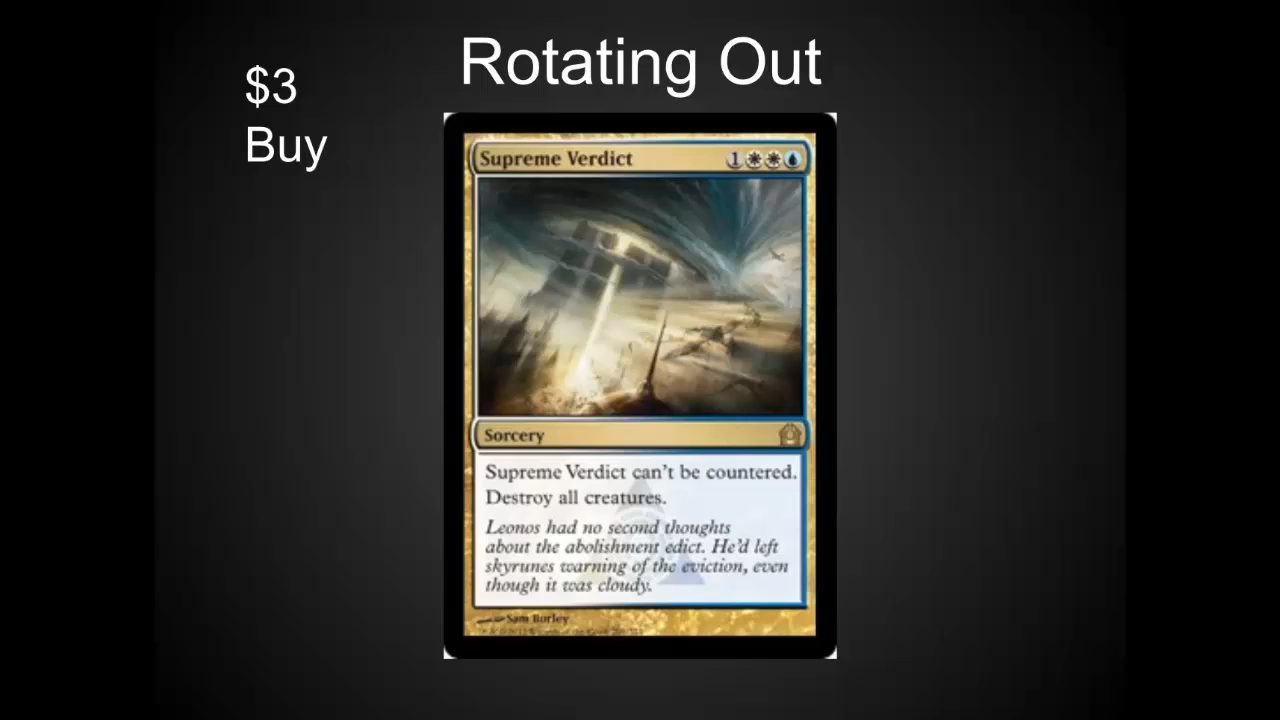 Rotating Out
$3
Buy
Supreme Verdict
1
Sorcery
Supreme Verdict can't be countered.
Destroy all creatures.
Leonos had no second thoughts
about the abolishment edict. He'd left
skyrunes warning of the eviction, even
though it was cloudy.
Sam Burley